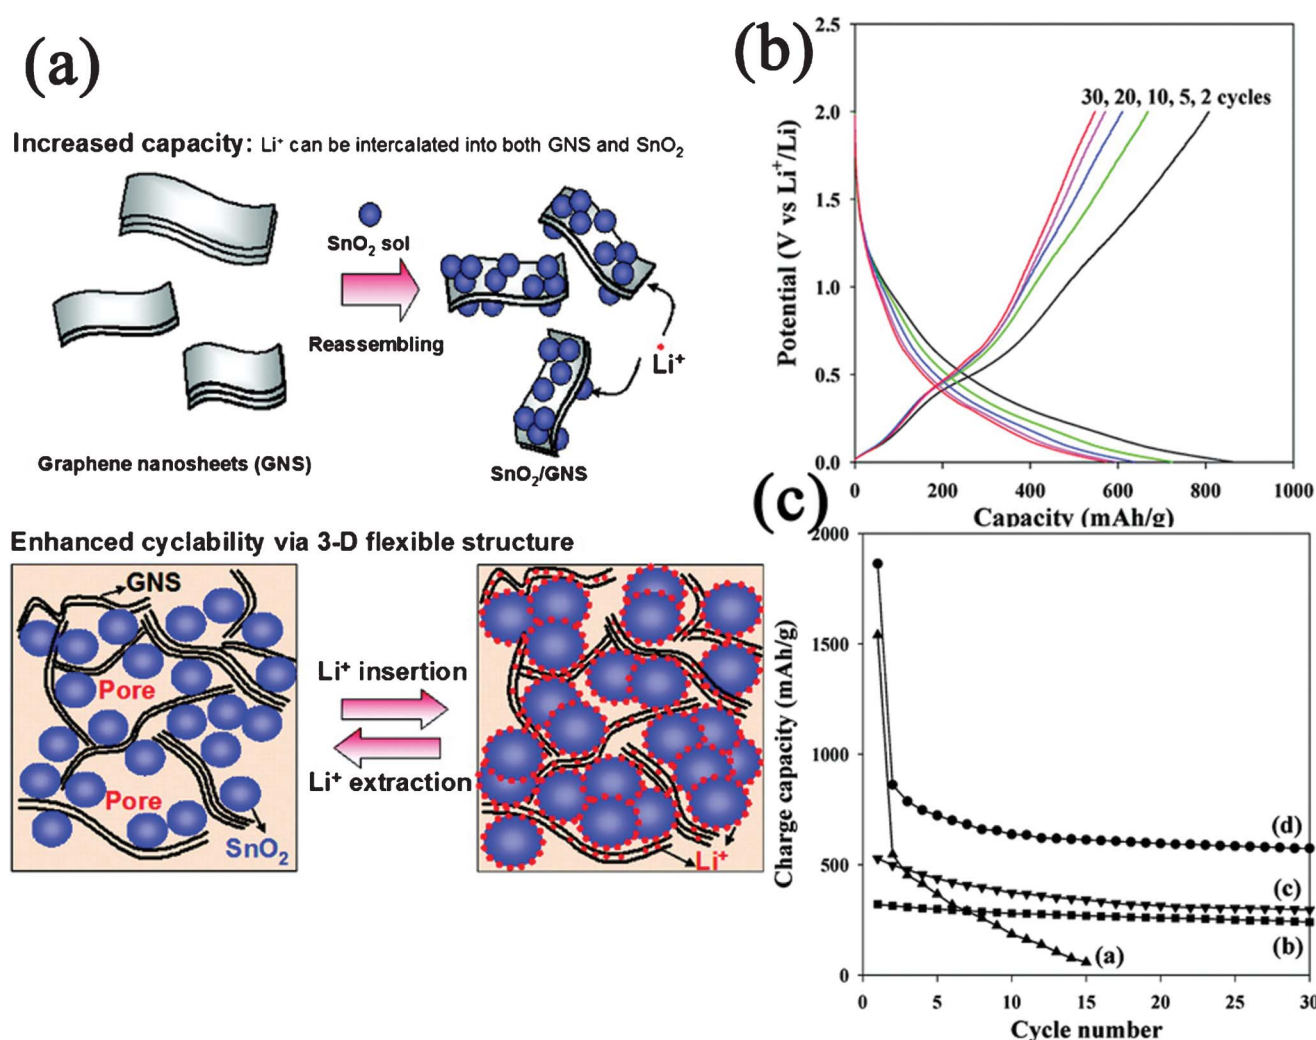 (a)
Increased capacity: Li⁺ can be intercalated into both GNS and SnO₂
SnO₂ sol
Reassembling
Li⁺
Graphene nanosheets (GNS)
SnO₂/GNS
Enhanced cyclability via 3-D flexible structure
GNS
Pore
Pore
SnO₂
Li⁺ insertion
Li⁺ extraction
Li⁺
(b)
2.5
2.0
1.5
1.0
0.5
0.0
Potential (V vs Li⁺/Li)
30, 20, 10, 5, 2 cycles
0 200 400 600 800 1000
Capacity (mAh/g)
(c)
2000
1500
1000
500
0
Charge capacity (mAh/g)
(d)
(c)
(b)
(a)
0 5 10 15 20 25 30
Cycle number